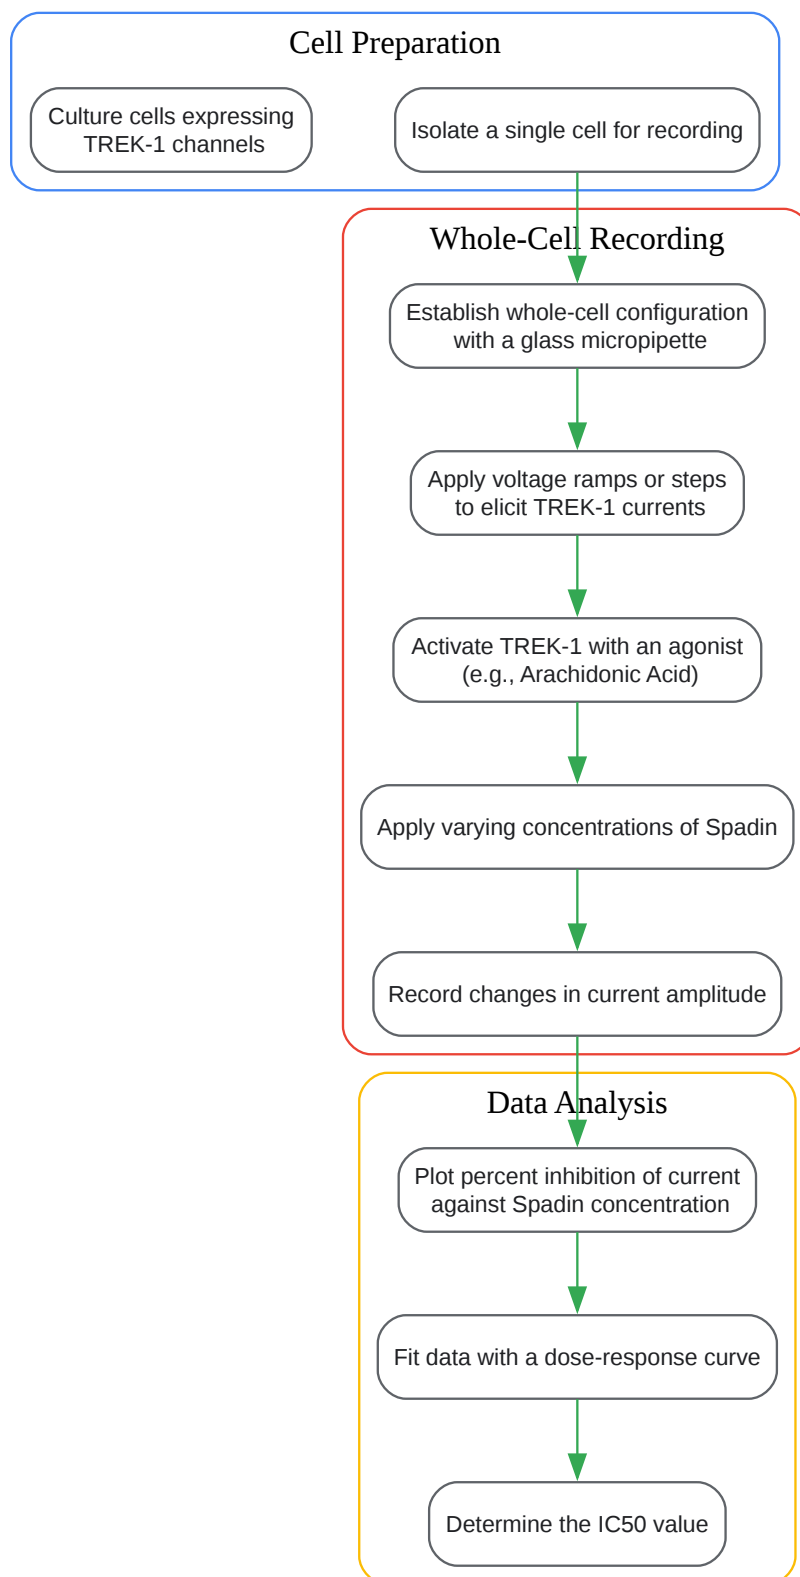 Cell Preparation
Culture cells expressing
TREK-1 channels
Isolate a single cell for recording
Whole-Cell Recording
Establish whole-cell configuration
with a glass micropipette
Apply voltage ramps or steps
to elicit TREK-1 currents
Activate TREK-1 with an agonist
(e.g., Arachidonic Acid)
Apply varying concentrations of Spadin
Record changes in current amplitude
Data Analysis
Plot percent inhibition of current
against Spadin concentration
Fit data with a dose-response curve
Determine the IC50 value